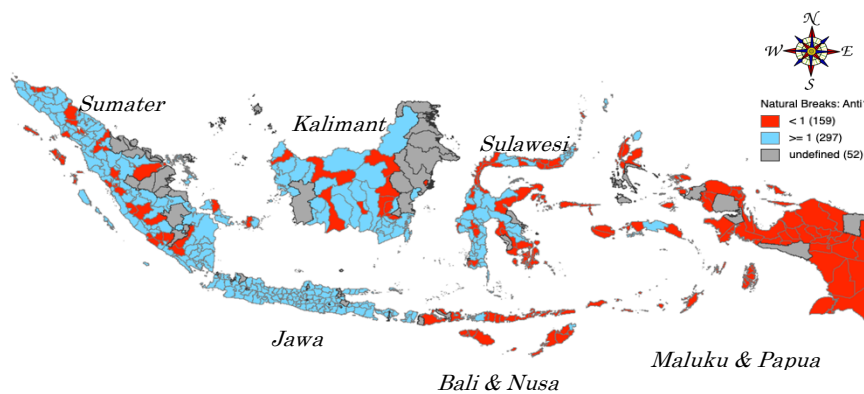 N
W
E
S
Sumater
Kalimant
Sulawesi
Natural Breaks: Anti
< 1 (159)
>= 1 (297)
undefined (52)
Jawa
Bali & Nusa
Maluku & Papua